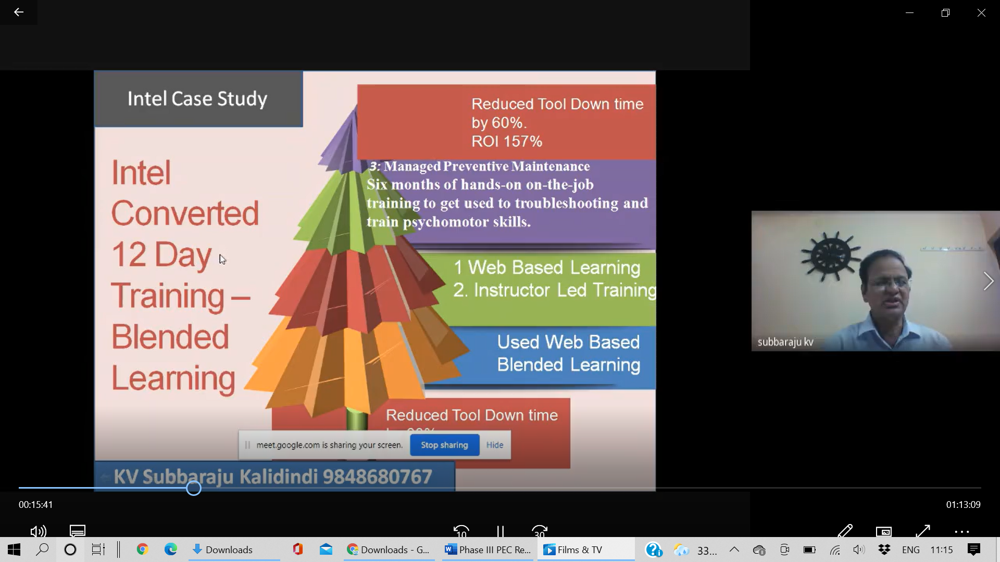 Intel Case Study
Reduced Tool Down time
by 60%.
ROI 157%
Intel
Converted
12 Day
Training –
Blended
Learning
3: Managed Preventive Maintenance
Six months of hands-on on-the-job
training to get used to troubleshooting and
train psychomotor skills.
1 Web Based Learning
2. Instructor Led Training
Used Web Based
Blended Learning
subbaraju kv
Reduced Tool Down time
meet.google.com is sharing your screen.
Stop sharing
Hide
KV Subbaraju Kalidindi 9848680767
00:15:41
01:13:09
10
30
Downloads
Downloads - G...
Phase III PEC Re...
Films & TV
33...
ENG
11:15